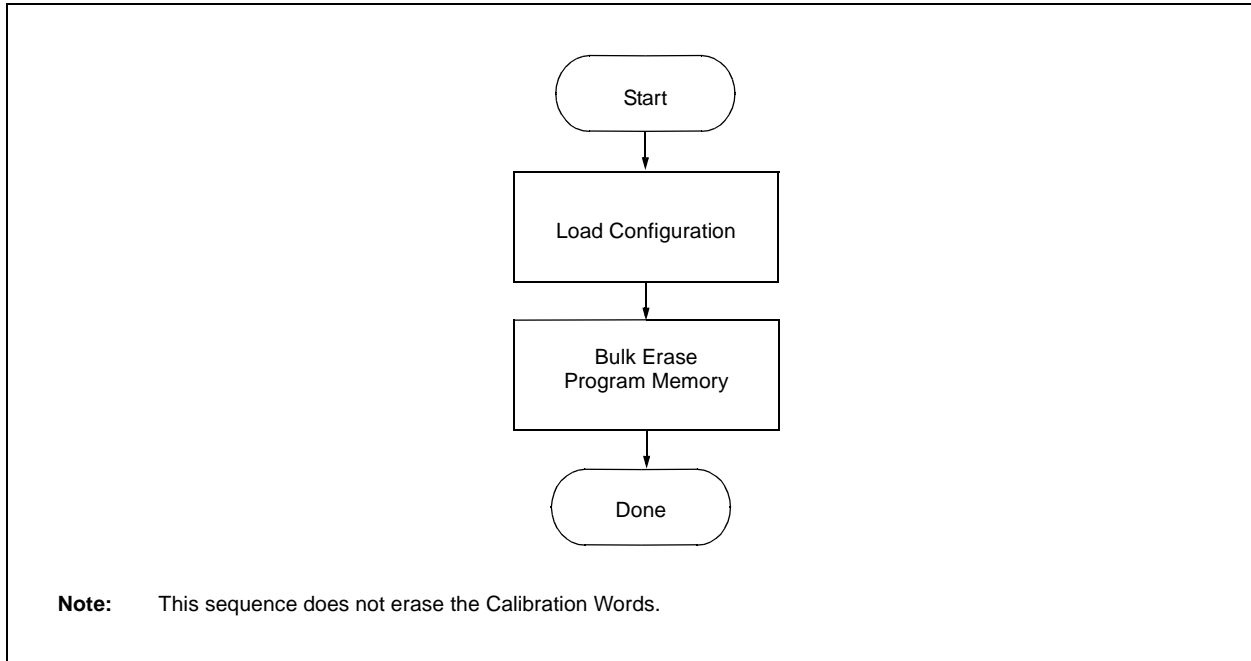 Start
Load Configuration
Bulk Erase
Program Memory
Done
Note: This sequence does not erase the Calibration Words.